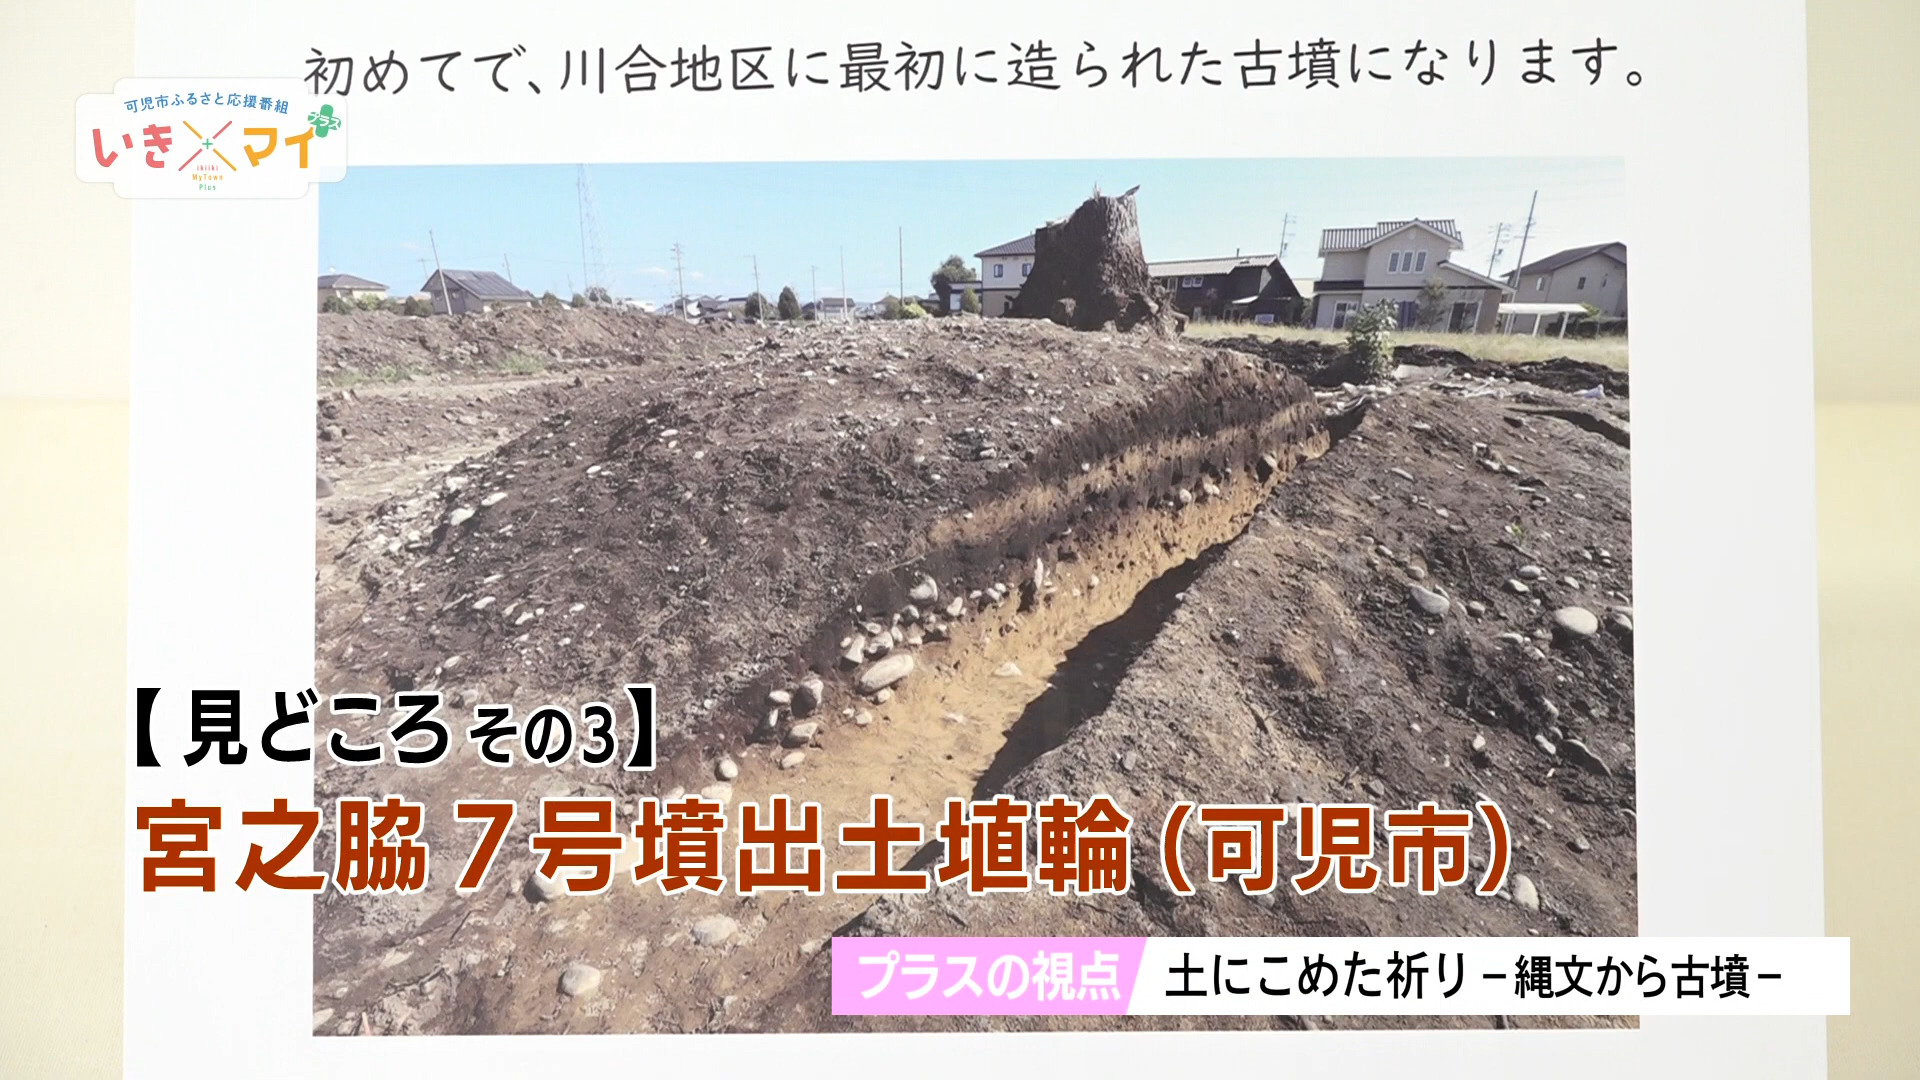 初めてで、川合地区に最初に造られた古墳になります。
可児市ふるさと応援番組
いき×マイ
プラス
ikiiki
MyTown
Plus
【見どころその3】
宮之脇7号墳出土埴輪(可児市)
プラスの視点 土にこめた祈り-縄文から古墳-